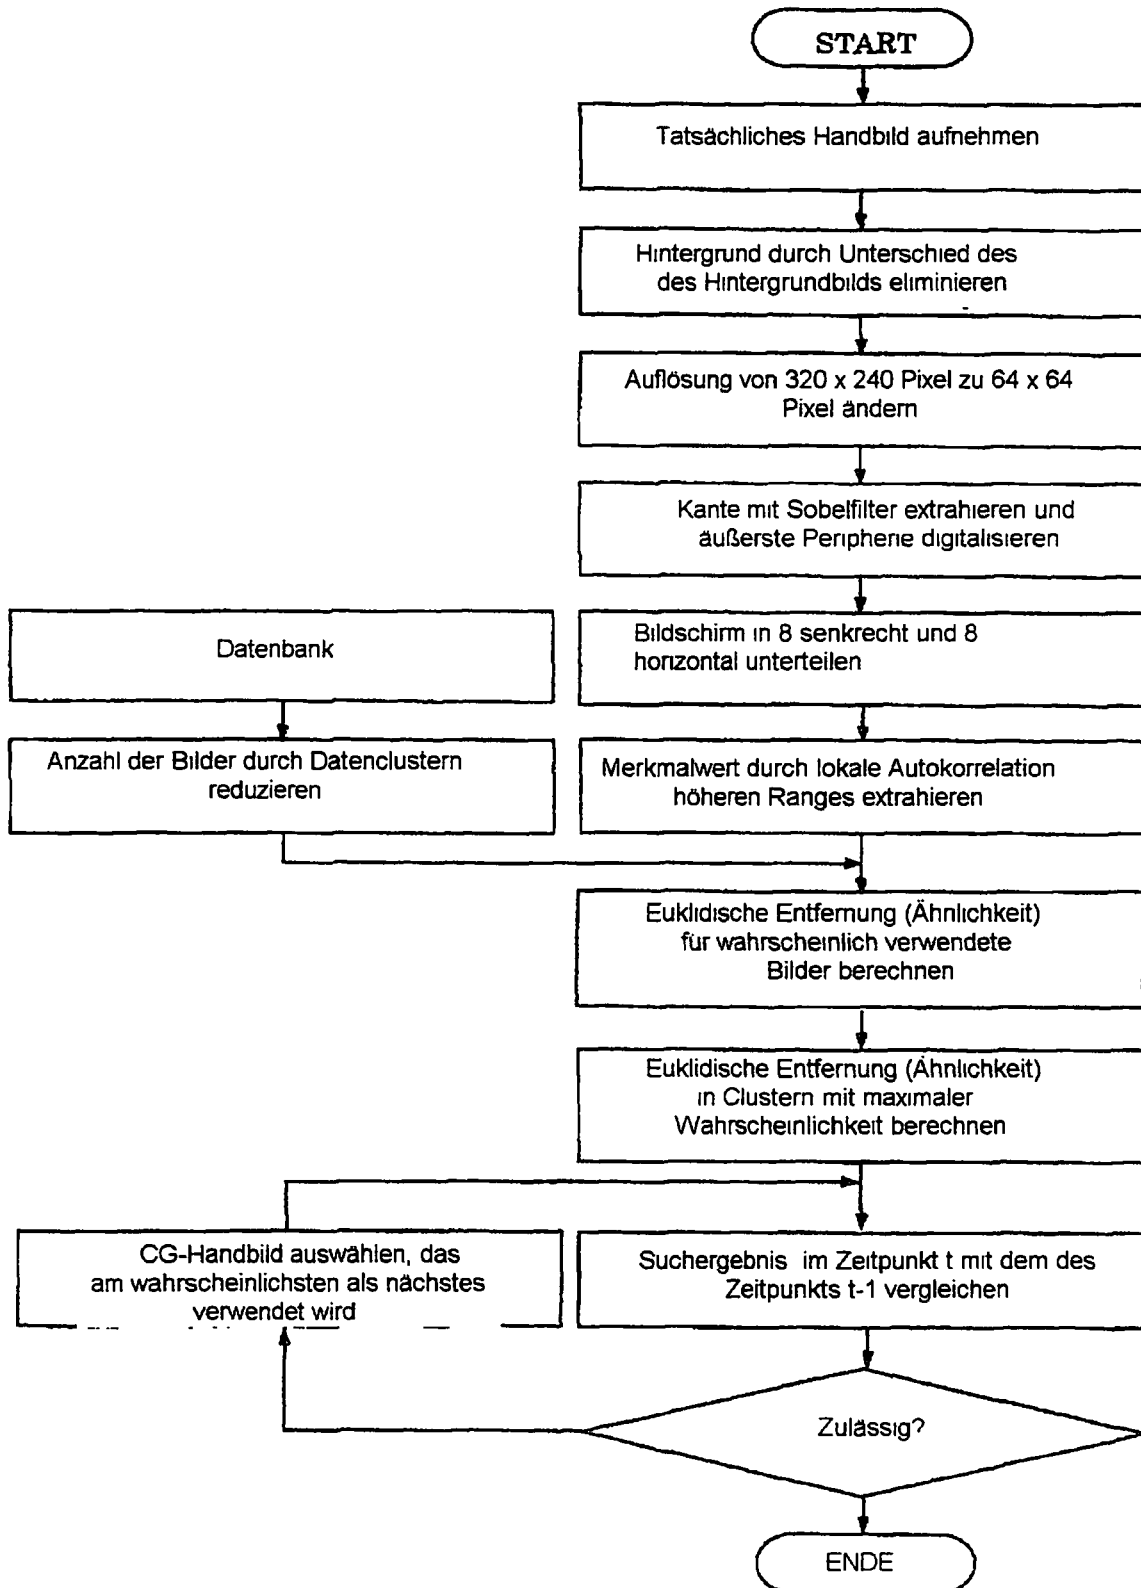 START
Tatsächliches Handbild aufnehmen
Hintergrund durch Unterschied des
des Hintergrundbilds eliminieren
Auflösung von 320 x 240 Pixel zu 64 x 64
Pixel ändern
Kante mit Sobelfilter extrahieren und
äußerste Peripherie digitalisieren
Bildschirm in 8 senkrecht und 8
horizontal unterteilen
Datenbank
Anzahl der Bilder durch Datenclustern
reduzieren
Merkmalwert durch lokale Autokorrelation
höheren Ranges extrahieren
Euklidische Entfernung (Ähnlichkeit)
für wahrscheinlich verwendete
Bilder berechnen
Euklidische Entfernung (Ähnlichkeit)
in Clustern mit maximaler
Wahrscheinlichkeit berechnen
CG-Handbild auswählen, das
am wahrscheinlichsten als nächstes
verwendet wird
Suchergebnis im Zeitpunkt t mit dem des
Zeitpunkts t-1 vergleichen
Zulässig?
ENDE